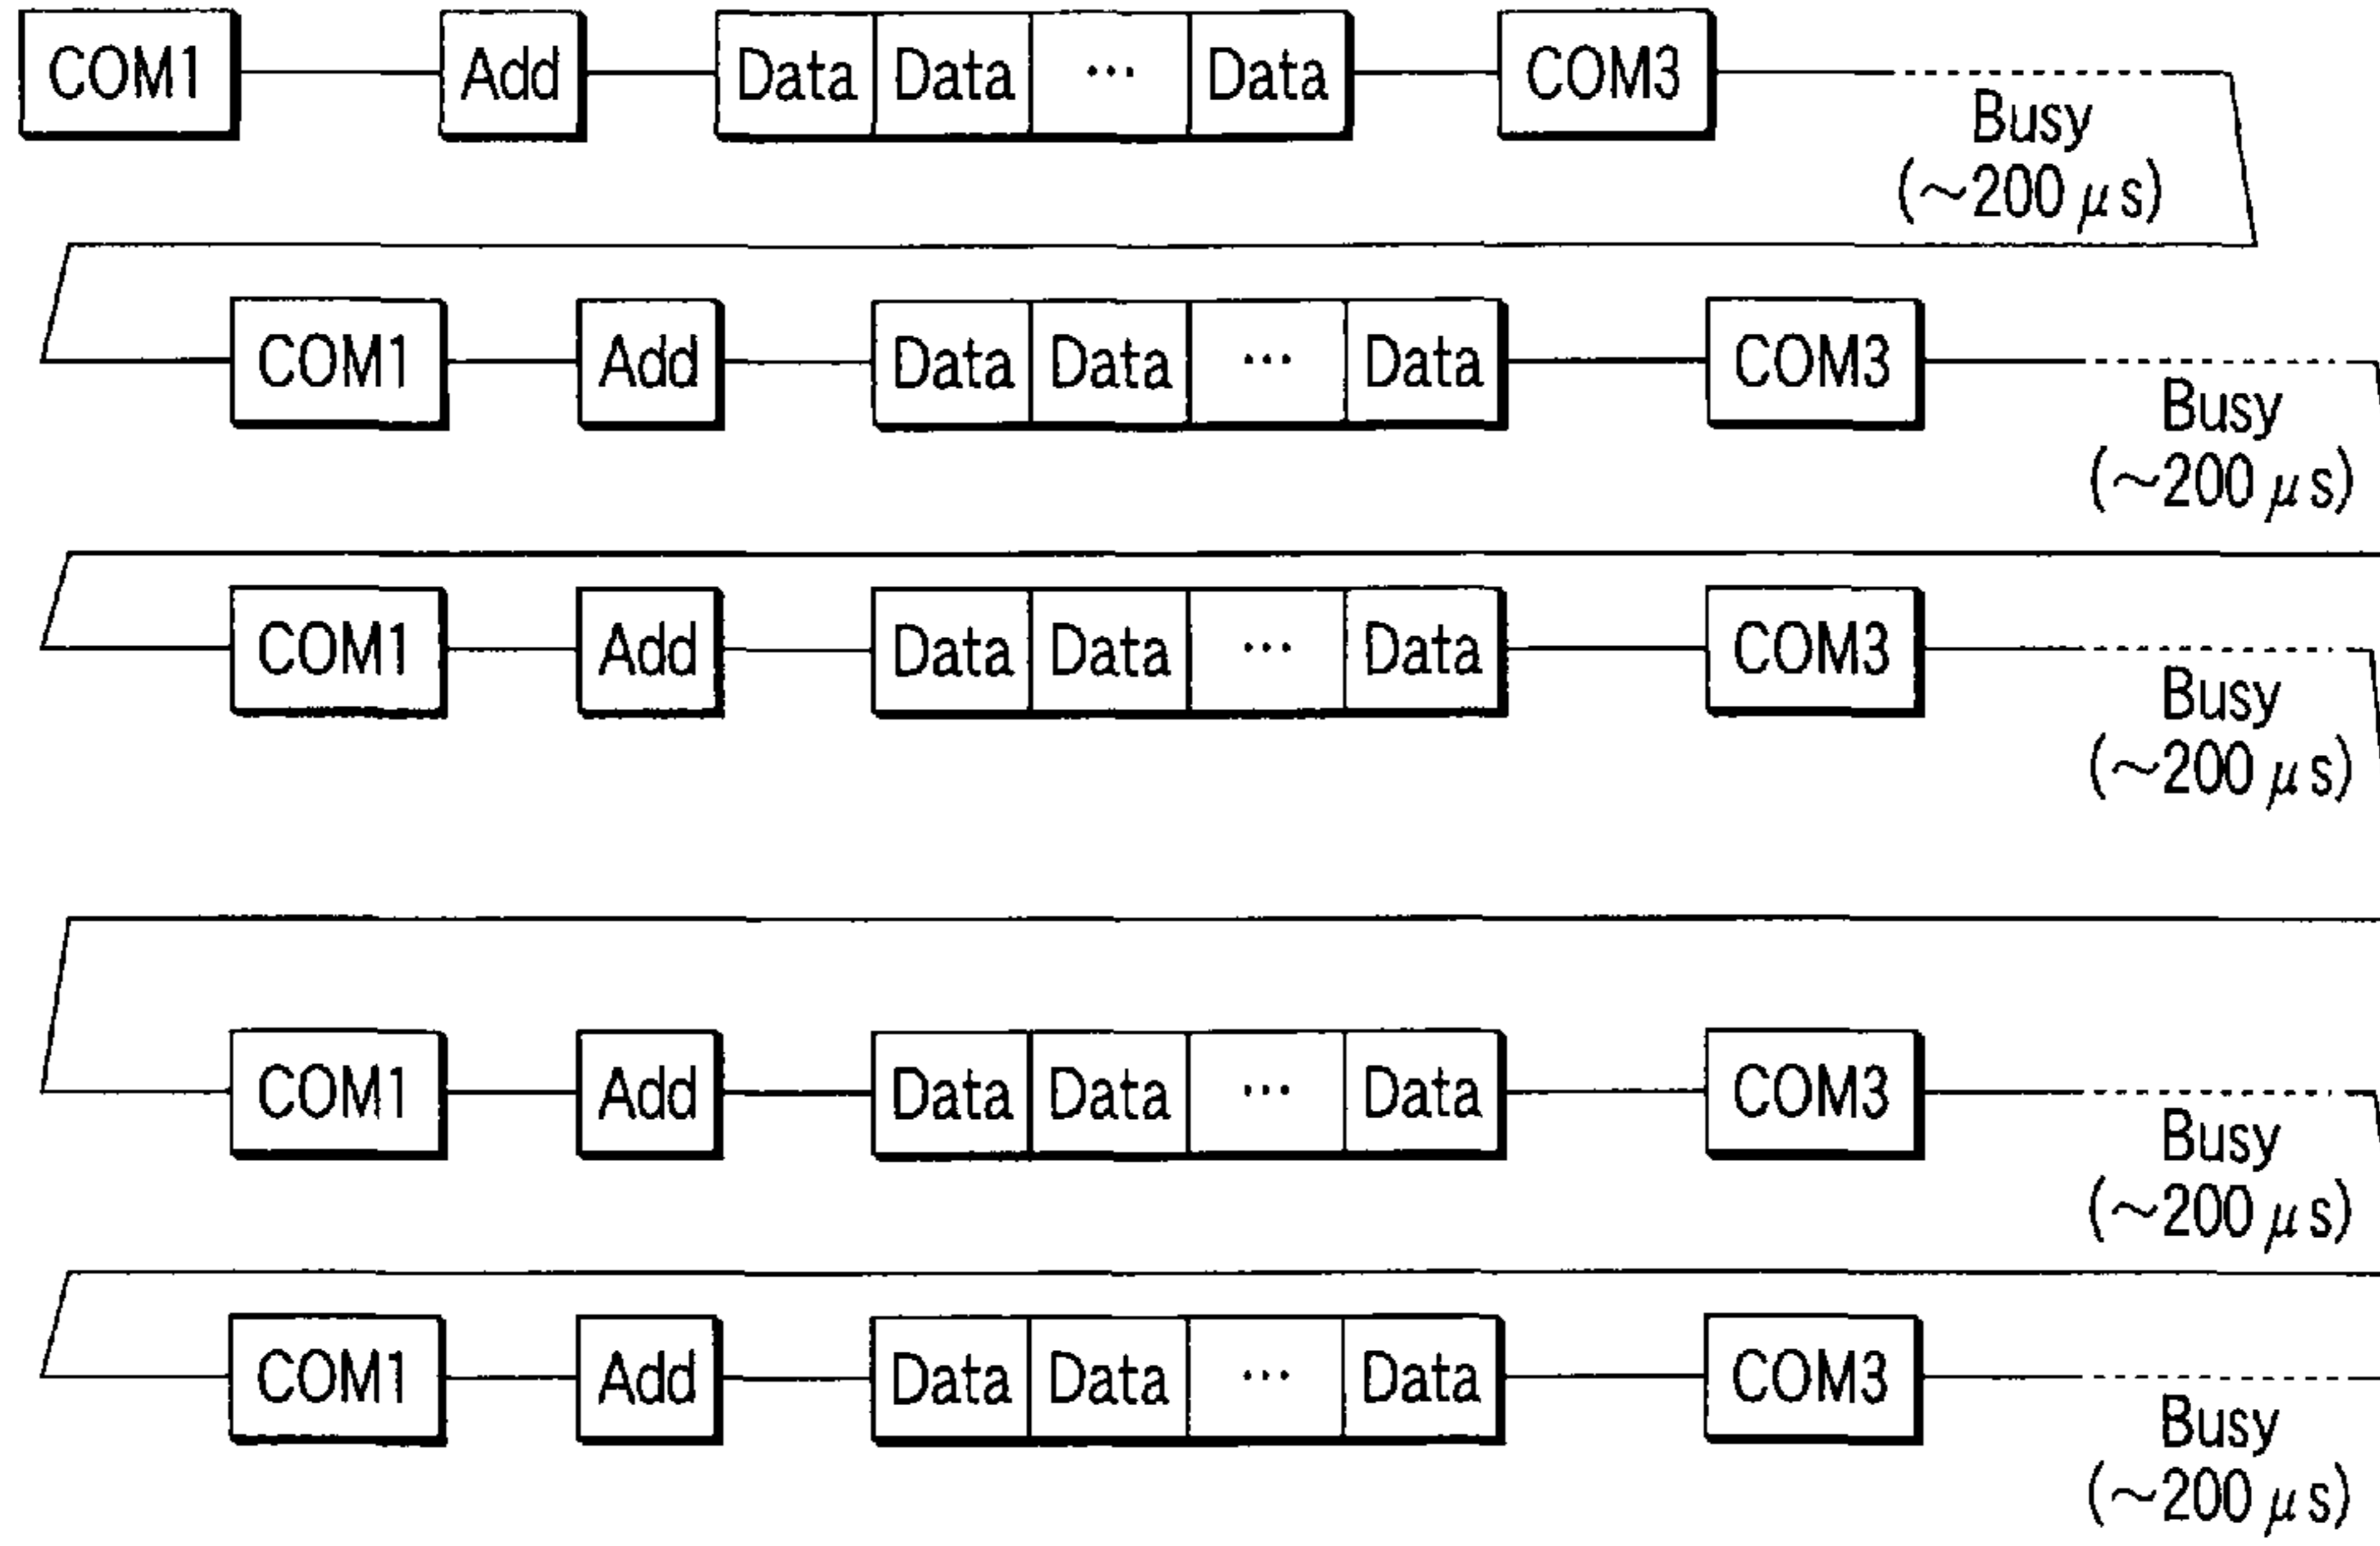 COM1 Add Data Data ... Data COM3
Busy
(~200 μs)
COM1 Add Data Data ... Data COM3
Busy
(~200 μs)
COM1 Add Data Data ... Data COM3
Busy
(~200 μs)
COM1 Add Data Data ... Data COM3
Busy
(~200 μs)
COM1 Add Data Data ... Data COM3
Busy
(~200 μs)